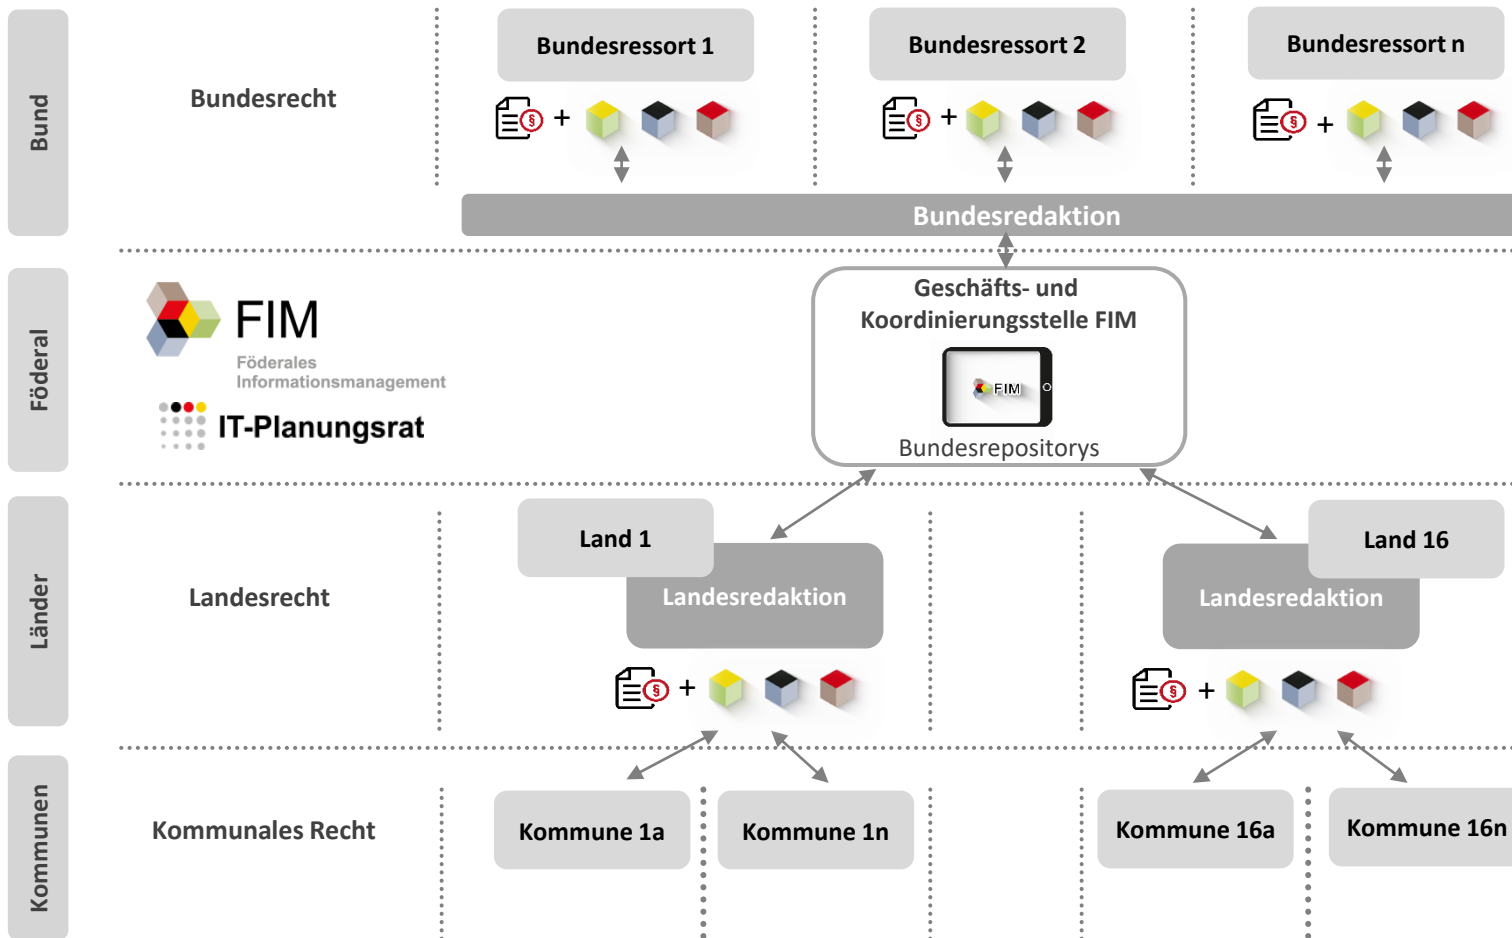 Bund
Bundesrecht
Bundesressort 1
Bundesressort 2
Bundesressort n
§ +
§ +
§ +
Bundesredaktion
Föderal
FIM
Föderales
Informationsmanagement
IT-Planungsrat
Geschäfts- und
Koordinierungsstelle FIM
FIM
Bundesrepositorys
Länder
Landesrecht
Land 1
Landesredaktion
§ +
Land 16
Landesredaktion
§ +
Kommunen
Kommunales Recht
Kommune 1a
Kommune 1n
Kommune 16a
Kommune 16n